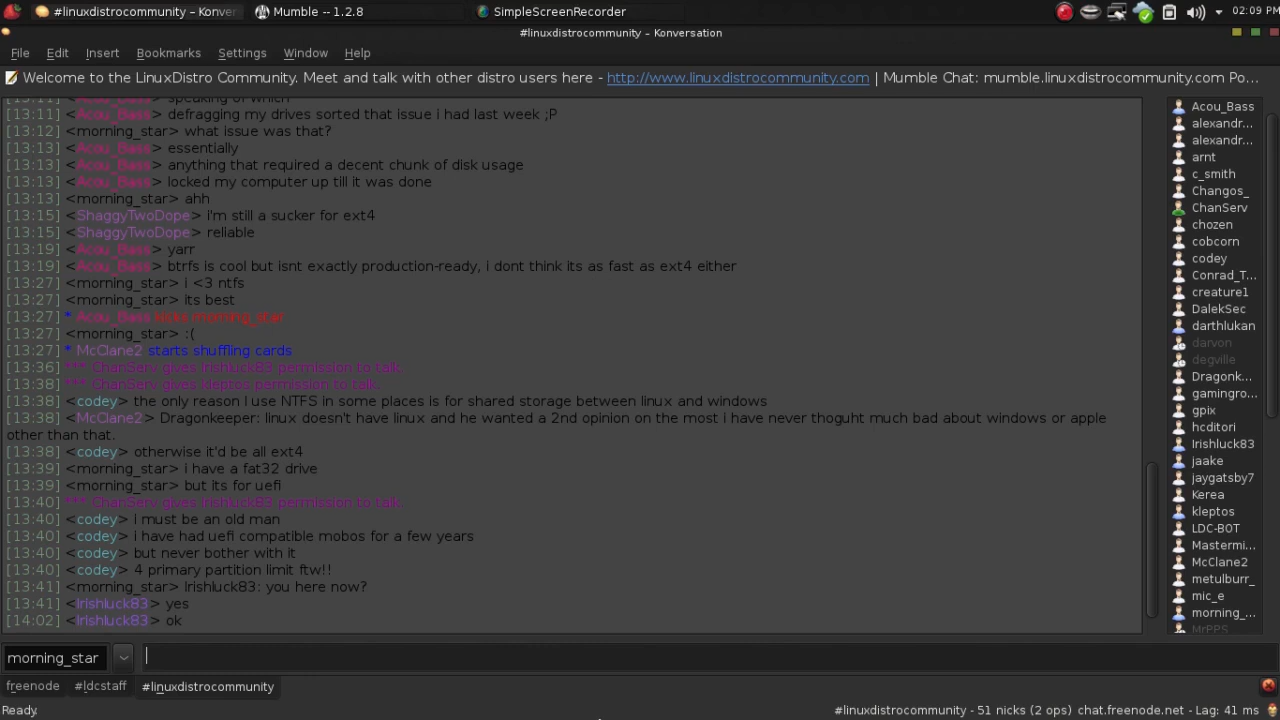 #linuxdistrocommunity – Konver
Mumble -- 1.2.8
SimpleScreenRecorder
02:09 PM
#linuxdistrocommunity – Konversation
File Edit Insert Bookmarks Settings Window Help
Welcome to the LinuxDistro Community. Meet and talk with other distro users here - http://www.linuxdistrocommunity.com | Mumble Chat: mumble.linuxdistrocommunity.com Po...
[13:11] <Acou_Bass> speaking of which
[13:11] <Acou_Bass> defragging my drives sorted that issue i had last week ;P
[13:12] <morning_star> what issue was that?
[13:13] <Acou_Bass> essentially
[13:13] <Acou_Bass> anything that required a decent chunk of disk usage
[13:13] <Acou_Bass> locked my computer up till it was done
[13:13] <morning_star> ahh
[13:15] <ShaggyTwoDope> i'm still a sucker for ext4
[13:15] <ShaggyTwoDope> reliable
[13:19] <Acou_Bass> yarr
[13:19] <Acou_Bass> btrfs is cool but isnt exactly production-ready, i dont think its as fast as ext4 either
[13:27] <morning_star> i <3 ntfs
[13:27] <morning_star> its best
[13:27] * Acou_Bass kicks morning_star
[13:27] <morning_star> :(
[13:27] * McClane2 starts shuffling cards
[13:36] *** ChanServ gives Irishluck83 permission to talk.
[13:38] *** ChanServ gives kleptos permission to talk.
[13:38] <codey> the only reason I use NTFS in some places is for shared storage between linux and windows
[13:38] <McClane2> Dragonkeeper: linux doesn't have linux and he wanted a 2nd opinion on the most i have never thoguht much bad about windows or apple
other than that.
[13:38] <codey> otherwise it'd be all ext4
[13:39] <morning_star> i have a fat32 drive
[13:39] <morning_star> but its for uefi
[13:40] *** ChanServ gives Irishluck83 permission to talk.
[13:40] <codey> i must be an old man
[13:40] <codey> i have had uefi compatible mobos for a few years
[13:40] <codey> but never bother with it
[13:40] <codey> 4 primary partition limit ftw!!
[13:41] <morning_star> Irishluck83: you here now?
[13:41] <Irishluck83> yes
[14:02] <Irishluck83> ok
Acou_Bass
alexandr...
alexandr...
arnt
c_smith
Changos_
ChanServ
chozen
cobcorn
codey
Conrad_T...
creature1
DalekSec
darthlukan
darvon
degville
Dragonk...
gamingro...
gpix
hcditori
Irishluck83
jaake
jaygatsby7
Kerea
kleptos
LDC-BOT
Mastermi...
McClane2
metulburr_
mic_e
morning_...
MrPPS
morning_star
freenode #ldcstaff #linuxdistrocommunity
Ready.
#linuxdistrocommunity - 51 nicks (2 ops) chat.freenode.net - Lag: 41 ms